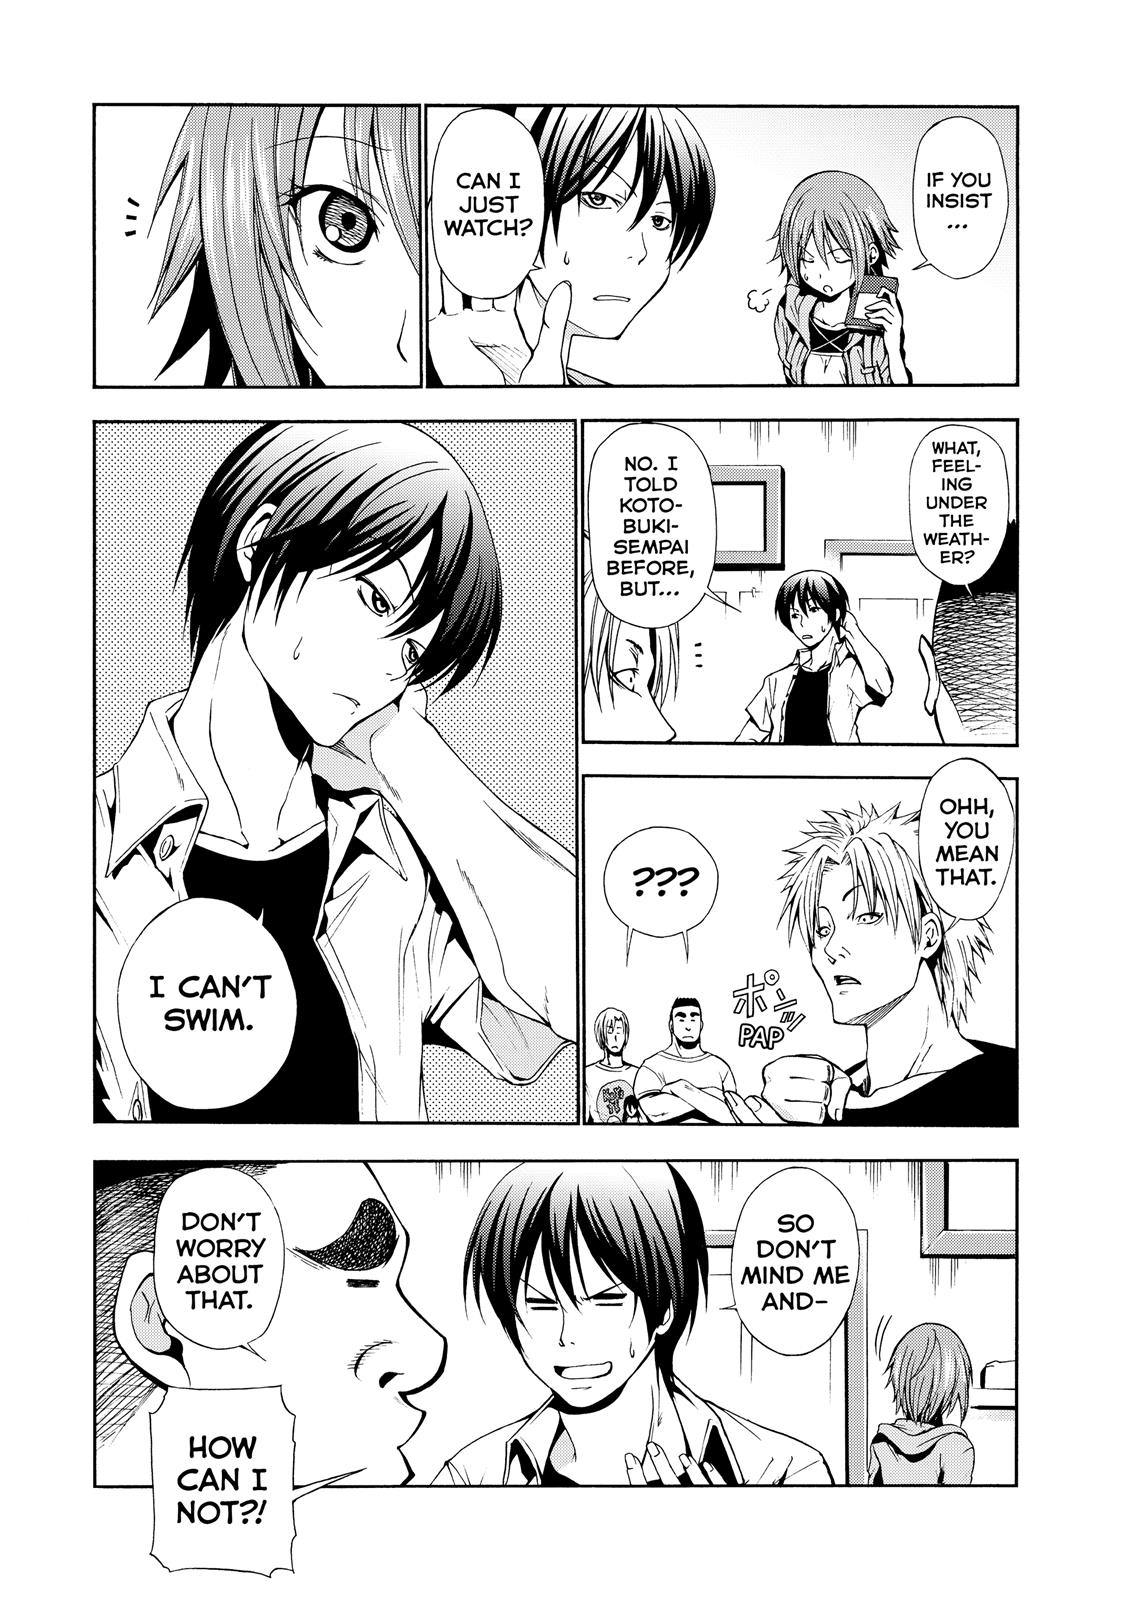 IF YOU
INSIST
...
CAN I
JUST
WATCH?
WHAT,
FEEL-
ING
UNDER
THE
WEATH-
ER?
NO. I
TOLD
KOTO-
BUKI-
SEMPAI
BEFORE,
BUT...
OHH,
YOU
MEAN
THAT.
???
ポンッ
PAP
I CAN'T
SWIM.
SO
DON'T
MIND ME
AND-
DON'T
WORRY
ABOUT
THAT.
HOW
CAN I
NOT?!